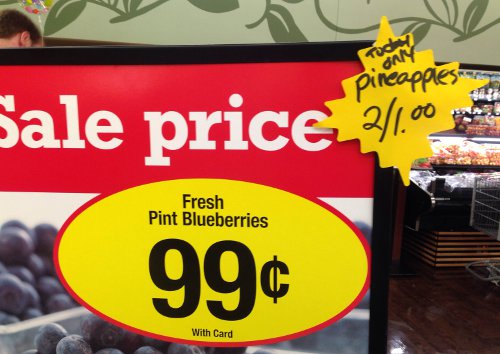 Sale price
Today
only
pineapples
2/1.00
Fresh
Pint Blueberries
99¢
With Card